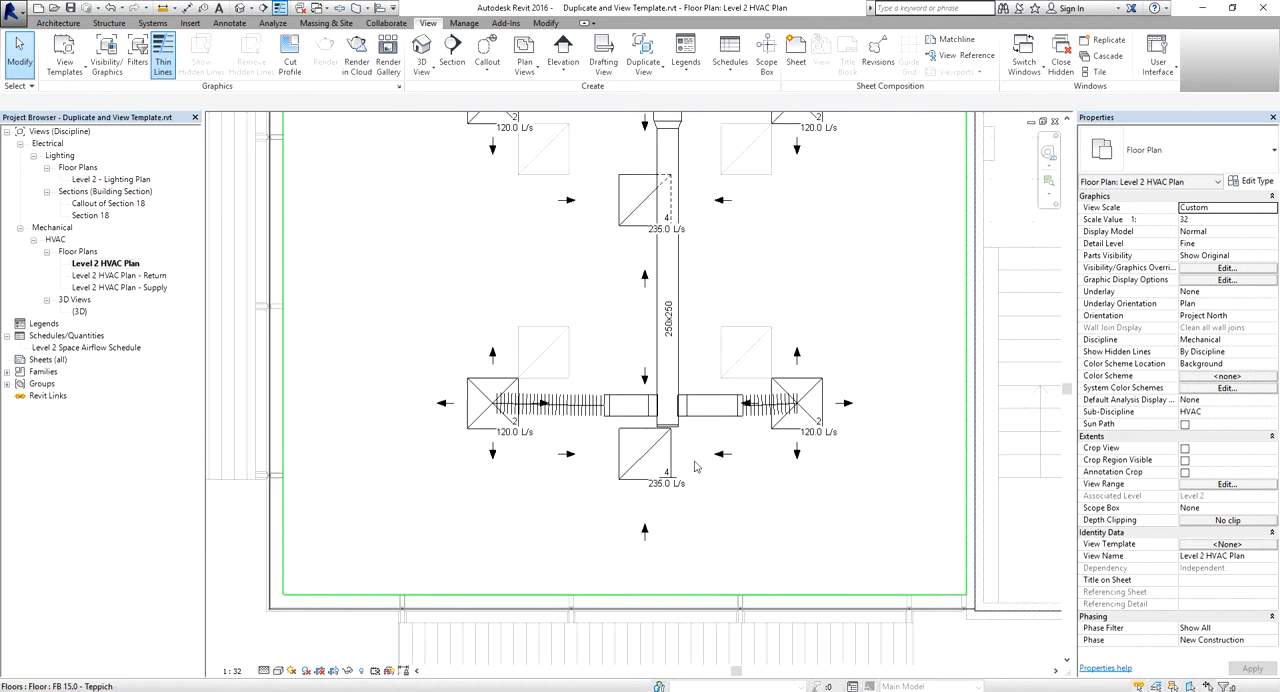 Autodesk Revit 2016 - Duplicate and View Template.rvt - Floor Plan: Level 2 HVAC Plan
Type a keyword or phrase
Sign In
Architecture Structure Systems Insert Annotate Analyze Massing & Site Collaborate View Manage Add-Ins Modify
Modify
View Templates
Visibility/ Graphics
Filters
Thin Lines
Show Hidden Lines
Remove Hidden Lines
Cut Profile
Render
Render in Cloud
Render Gallery
3D View
Section
Callout
Plan Views
Elevation
Drafting View
Duplicate View
Legends
Schedules
Scope Box
Sheet
View
Title Block
Revisions
Guide Grid
Matchline
View Reference
Viewports
Switch Windows
Close Hidden
Replicate
Cascade
Tile
User Interface
Select
Graphics
Create
Sheet Composition
Windows
Project Browser - Duplicate and View Template.rvt
Views (Discipline)
Electrical
Lighting
Floor Plans
Level 2 - Lighting Plan
Sections (Building Section)
Callout of Section 18
Section 18
Mechanical
HVAC
Floor Plans
Level 2 HVAC Plan
Level 2 HVAC Plan - Return
Level 2 HVAC Plan - Supply
3D Views
{3D}
Legends
Schedules/Quantities
Level 2 Space Airflow Schedule
Sheets (all)
Families
Groups
Revit Links
2
120.0 L/s
2
120.0 L/s
4
235.0 L/s
250x250
2
120.0 L/s
2
120.0 L/s
4
235.0 L/s
Properties
Floor Plan
Floor Plan: Level 2 HVAC Plan
Edit Type
Graphics
View Scale Custom
Scale Value 1: 32
Display Model Normal
Detail Level Fine
Parts Visibility Show Original
Visibility/Graphics Overri... Edit...
Graphic Display Options Edit...
Underlay None
Underlay Orientation Plan
Orientation Project North
Wall Join Display Clean all wall joins
Discipline Mechanical
Show Hidden Lines By Discipline
Color Scheme Location Background
Color Scheme <none>
System Color Schemes Edit...
Default Analysis Display ... None
Sub-Discipline HVAC
Sun Path
Extents
Crop View
Crop Region Visible
Annotation Crop
View Range Edit...
Associated Level Level 2
Scope Box None
Depth Clipping No clip
Identity Data
View Template <None>
View Name Level 2 HVAC Plan
Dependency Independent
Title on Sheet
Referencing Sheet
Referencing Detail
Phasing
Phase Filter Show All
Phase New Construction
Properties help
Apply
1 : 32
Floors : Floor : FB 15.0 - Teppich
:0
Main Model
:0